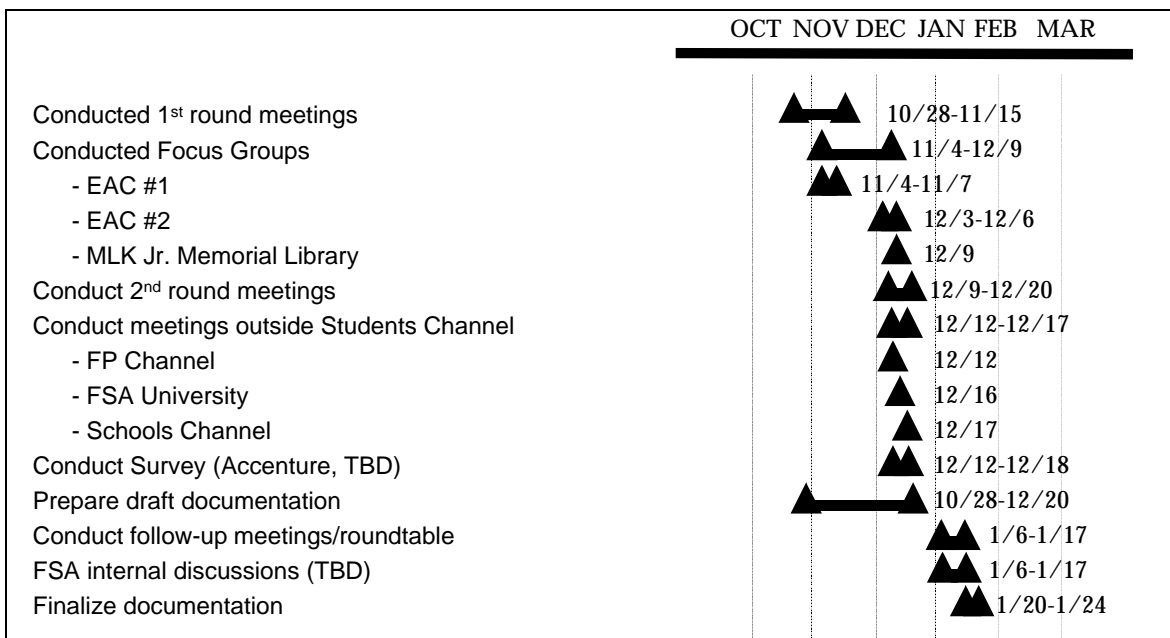 OCT NOV DEC JAN FEB MAR
Conducted 1st round meetings 10/28-11/15
Conducted Focus Groups 11/4-12/9
- EAC #1 11/4-11/7
- EAC #2 12/3-12/6
- MLK Jr. Memorial Library 12/9
Conduct 2nd round meetings 12/9-12/20
Conduct meetings outside Students Channel 12/12-12/17
- FP Channel 12/12
- FSA University 12/16
- Schools Channel 12/17
Conduct Survey (Accenture, TBD) 12/12-12/18
Prepare draft documentation 10/28-12/20
Conduct follow-up meetings/roundtable 1/6-1/17
FSA internal discussions (TBD) 1/6-1/17
Finalize documentation 1/20-1/24